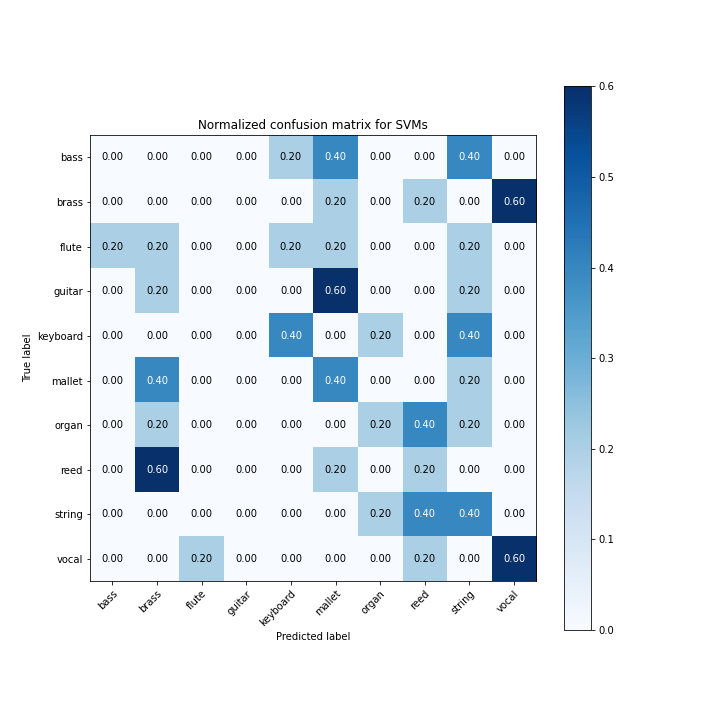 Normalized confusion matrix for SVMs
True label
bass 0.00 0.00 0.00 0.00 0.20 0.40 0.00 0.00 0.40 0.00
brass 0.00 0.00 0.00 0.00 0.00 0.20 0.00 0.20 0.00 0.60
flute 0.20 0.20 0.00 0.00 0.20 0.20 0.00 0.00 0.20 0.00
guitar 0.00 0.20 0.00 0.00 0.00 0.60 0.00 0.00 0.20 0.00
keyboard 0.00 0.00 0.00 0.00 0.40 0.00 0.20 0.00 0.40 0.00
mallet 0.00 0.40 0.00 0.00 0.00 0.40 0.00 0.00 0.20 0.00
organ 0.00 0.20 0.00 0.00 0.00 0.00 0.20 0.40 0.20 0.00
reed 0.00 0.60 0.00 0.00 0.00 0.20 0.00 0.20 0.00 0.00
string 0.00 0.00 0.00 0.00 0.00 0.00 0.20 0.40 0.40 0.00
vocal 0.00 0.00 0.20 0.00 0.00 0.00 0.00 0.20 0.00 0.60
bass brass flute guitar keyboard mallet organ reed string vocal
Predicted label
0.6
0.5
0.4
0.3
0.2
0.1
0.0